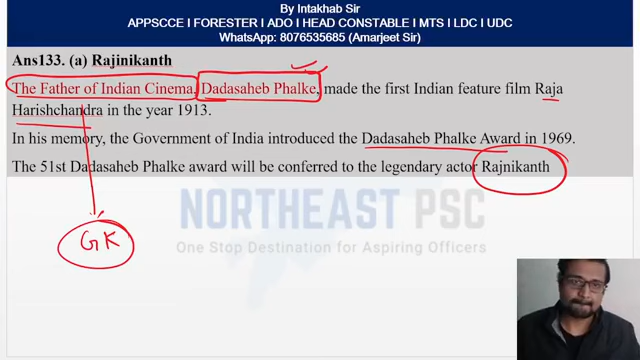 By Intakhab Sir
APPSCCE I FORESTER I ADO I HEAD CONSTABLE I MTS I LDC I UDC
WhatsApp: 8076535685 (Amarjeet Sir)
Ans133. (a) Rajinikanth
The Father of Indian Cinema, Dadasaheb Phalke, made the first Indian feature film Raja
Harishchandra in the year 1913.
In his memory, the Government of India introduced the Dadasaheb Phalke Award in 1969.
The 51st Dadasaheb Phalke award will be conferred to the legendary actor Rajnikanth
GK
NORTHEAST PSC
One Stop Destination for Aspiring Officers